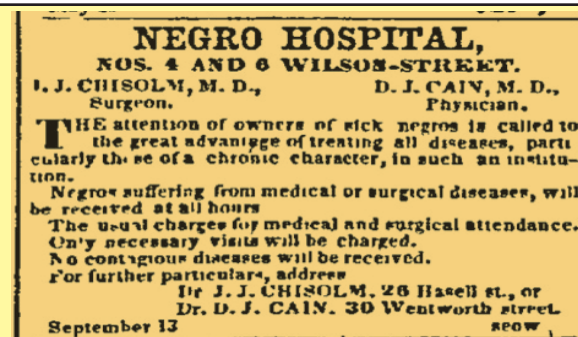 NEGRO HOSPITAL,
NOS. 4 AND 6 WILSON-STREET.
J. J. CHISOLM, M. D., D. J. CAIN, M. D.,
Surgeon. Physician.
THE attention of owners of sick negros is called to
the great advantage of treating all diseases, parti
cularly those of a chronic character, in such an institu-
tion.
Negros suffering from medical or surgical diseases, will
be received at all hours
The usual charges for medical and surgical attendance.
On'y necessary visits will be charged.
No contagious diseases will be received.
For further particulars, address
Dr J. J. CHISOLM, 26 Hasell st., or
Dr. D. J. CAIN, 30 Wentworth street.
September 13